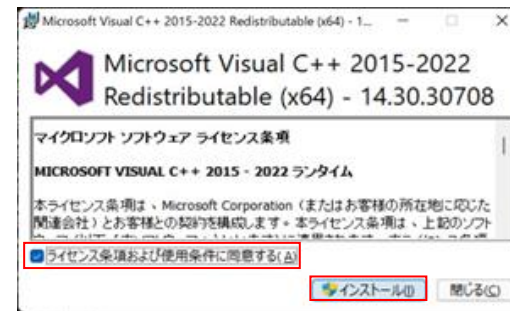 Microsoft Visual C++ 2015-2022 Redistributable (x64) - 1...
Microsoft Visual C++ 2015-2022
Redistributable (x64) - 14.30.30708
マイクロソフト ソフトウェア ライセンス条項
MICROSOFT VISUAL C++ 2015 - 2022 ランタイム
本ライセンス条項は、Microsoft Corporation (またはお客様の所在地に応じた
関連会社) とお客様との契約を構成します。本ライセンス条項は、上記のソフト
ライセンス条項および使用条件に同意する(A)
インストール(I)
閉じる(C)